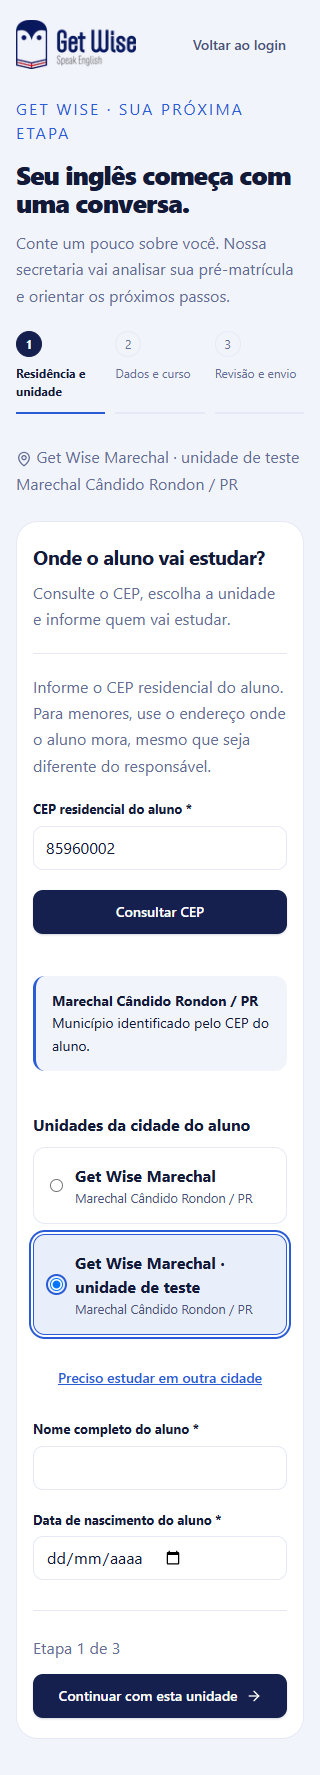 Get Wise
Speak English
Voltar ao login
GET WISE · SUA PRÓXIMA
ETAPA
Seu inglês começa com
uma conversa.
Conte um pouco sobre você. Nossa
secretaria vai analisar sua pré-matrícula
e orientar os próximos passos.
1
2
3
Residência e
unidade
Dados e curso
Revisão e envio
Get Wise Marechal · unidade de teste
Marechal Cândido Rondon / PR
Onde o aluno vai estudar?
Consulte o CEP, escolha a unidade
e informe quem vai estudar.
Informe o CEP residencial do aluno.
Para menores, use o endereço onde
o aluno mora, mesmo que seja
diferente do responsável.
CEP residencial do aluno *
85960002
Consultar CEP
Marechal Cândido Rondon / PR
Município identificado pelo CEP do
aluno.
Unidades da cidade do aluno
Get Wise Marechal
Marechal Cândido Rondon / PR
Get Wise Marechal ·
unidade de teste
Marechal Cândido Rondon / PR
Preciso estudar em outra cidade
Nome completo do aluno *
Data de nascimento do aluno *
dd/mm/aaaa
Etapa 1 de 3
Continuar com esta unidade →